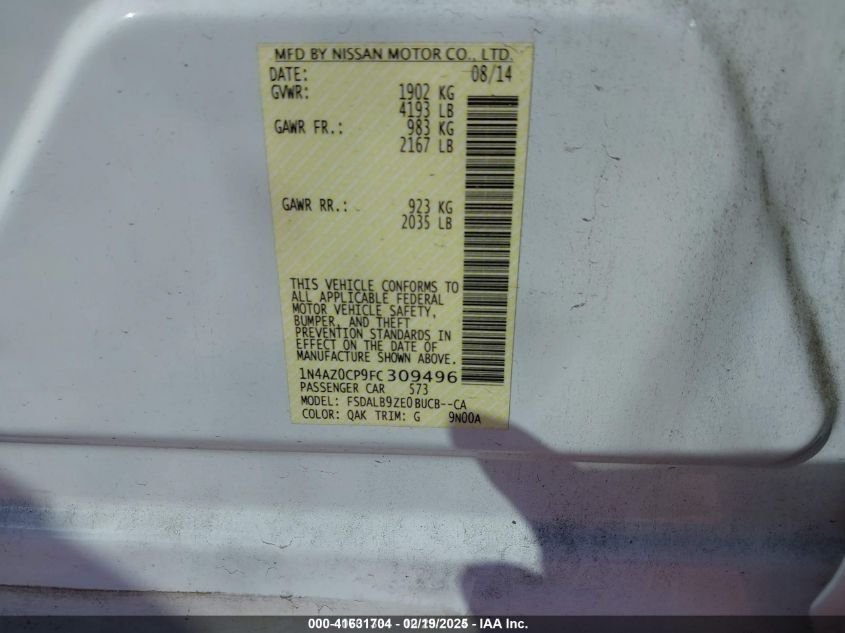 MFD BY NISSAN MOTOR CO., LTD.
DATE: 08/14
GVWR: 1902 KG
4193 LB
GAWR FR.: 983 KG
2167 LB
GAWR RR.: 923 KG
2035 LB
THIS VEHICLE CONFORMS TO
ALL APPLICABLE FEDERAL
MOTOR VEHICLE SAFETY,
BUMPER, AND THEFT
PREVENTION STANDARDS IN
EFFECT ON THE DATE OF
MANUFACTURE SHOWN ABOVE.
1N4AZ0CP9FC309496
PASSENGER CAR S73
MODEL: FSDALB9ZE0BUCB--CA
COLOR: QAK TRIM: G 9N00A
000-41631704 - 02/19/2025 - IAA Inc.